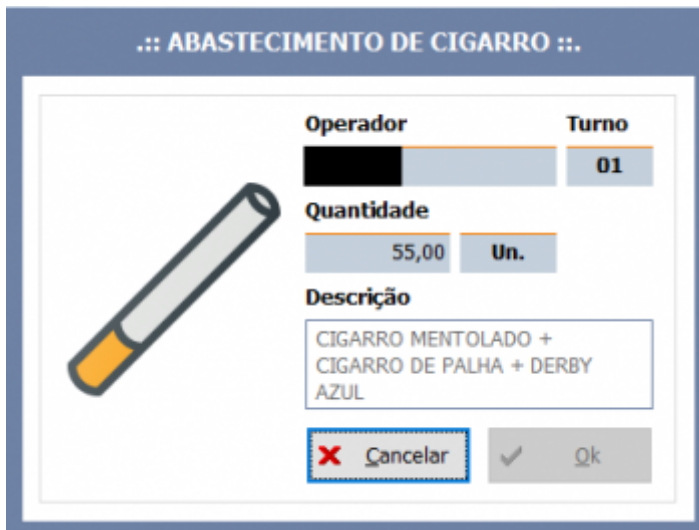 .:: ABASTECIMENTO DE CIGARRO ::.
Operador Turno
01
Quantidade
55,00 Un.
Descrição
CIGARRO MENTOLADO +
CIGARRO DE PALHA + DERBY
AZUL
Cancelar Ok